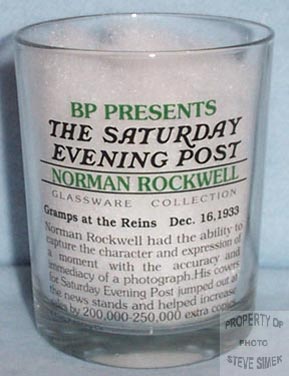 BP PRESENTS
THE SATURDAY
EVENING POST
NORMAN ROCKWELL
GLASSWARE COLLECTION
Gramps at the Reins Dec. 16,1933
Norman Rockwell had the ability to
capture the character and expression of
a moment with the accuracy and
immediacy of a photograph.His covers
for Saturday Evening Post jumped out at
the news stands and helped increase
sales by 200,000-250,000 extra copies.
PROPERTY OP
PHOTO
STEVE SIMEK